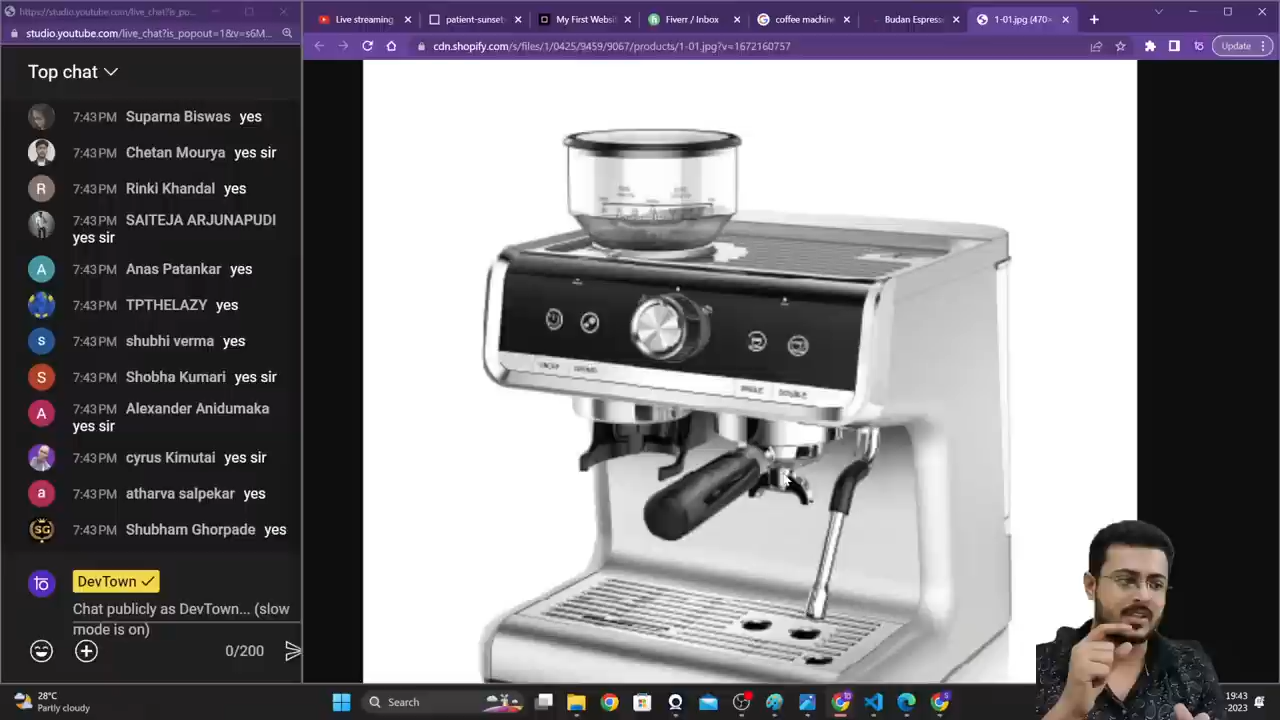 https://studio.youtube.com/live_chat?is_po...
studio.youtube.com/live_chat?is_popout=1&v=s6M...
Top chat
7:43 PM Suparna Biswas yes
7:43 PM Chetan Mourya yes sir
7:43 PM Rinki Khandal yes
7:43 PM SAITEJA ARJUNAPUDI
yes sir
7:43 PM Anas Patankar yes
7:43 PM TPTHELAZY yes
7:43 PM shubhi verma yes
7:43 PM Shobha Kumari yes sir
7:43 PM Alexander Anidumaka
yes sir
7:43 PM cyrus Kimutai yes sir
7:43 PM atharva salpekar yes
7:43 PM Shubham Ghorpade yes
DevTown
Chat publicly as DevTown... (slow
mode is on)
0/200
Live streaming
patient-sunset
My First Websit
Fiverr / Inbox
coffee machine
Budan Espress
1-01.jpg (470×
cdn.shopify.com/s/files/1/0425/9459/9067/products/1-01.jpg?v=1672160757
Update
SINGLE DOUBLE
28°C
Partly cloudy
Search
19:43
-2023